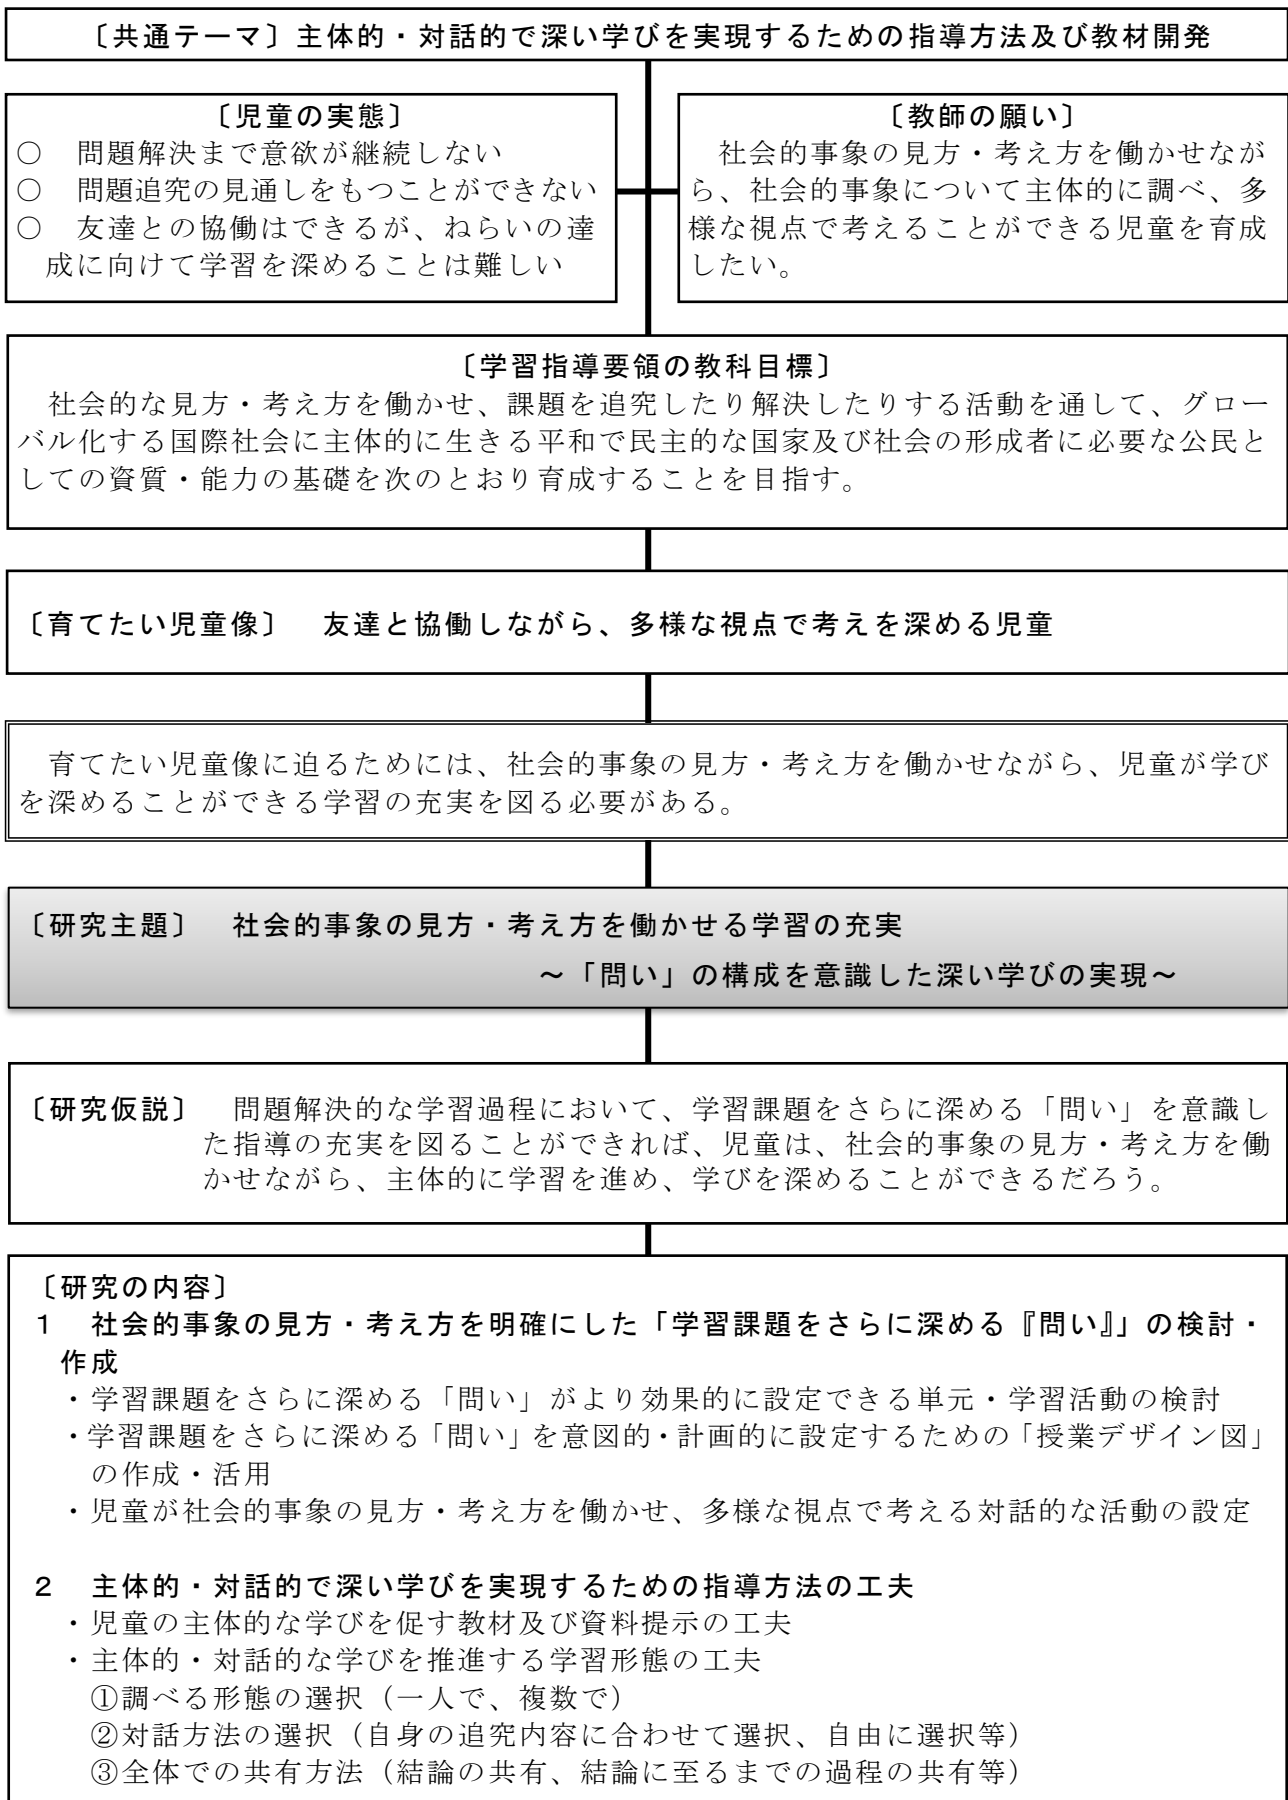 〔共通テーマ〕主体的・対話的で深い学びを実現するための指導方法及び教材開発
〔児童の実態〕
○　問題解決まで意欲が継続しない
○　問題追究の見通しをもつことができない
○　友達との協働はできるが、ねらいの達
成に向けて学習を深めることは難しい
〔教師の願い〕
社会的事象の見方・考え方を働かせなが
ら、社会的事象について主体的に調べ、多
様な視点で考えることができる児童を育成
したい。
〔学習指導要領の教科目標〕
社会的な見方・考え方を働かせ、課題を追究したり解決したりする活動を通して、グロー
バル化する国際社会に主体的に生きる平和で民主的な国家及び社会の形成者に必要な公民と
しての資質・能力の基礎を次のとおり育成することを目指す。
〔育てたい児童像〕　友達と協働しながら、多様な視点で考えを深める児童
育てたい児童像に迫るためには、社会的事象の見方・考え方を働かせながら、児童が学び
を深めることができる学習の充実を図る必要がある。
〔研究主題〕　社会的事象の見方・考え方を働かせる学習の充実
～「問い」の構成を意識した深い学びの実現～
〔研究仮説〕　問題解決的な学習過程において、学習課題をさらに深める「問い」を意識し
た指導の充実を図ることができれば、児童は、社会的事象の見方・考え方を働
かせながら、主体的に学習を進め、学びを深めることができるだろう。
〔研究の内容〕
１　社会的事象の見方・考え方を明確にした「学習課題をさらに深める『問い』」の検討・
作成
・学習課題をさらに深める「問い」がより効果的に設定できる単元・学習活動の検討
・学習課題をさらに深める「問い」を意図的・計画的に設定するための「授業デザイン図」
の作成・活用
・児童が社会的事象の見方・考え方を働かせ、多様な視点で考える対話的な活動の設定
２　主体的・対話的で深い学びを実現するための指導方法の工夫
・児童の主体的な学びを促す教材及び資料提示の工夫
・主体的・対話的な学びを推進する学習形態の工夫
①調べる形態の選択（一人で、複数で）
②対話方法の選択（自身の追究内容に合わせて選択、自由に選択等）
③全体での共有方法（結論の共有、結論に至るまでの過程の共有等）